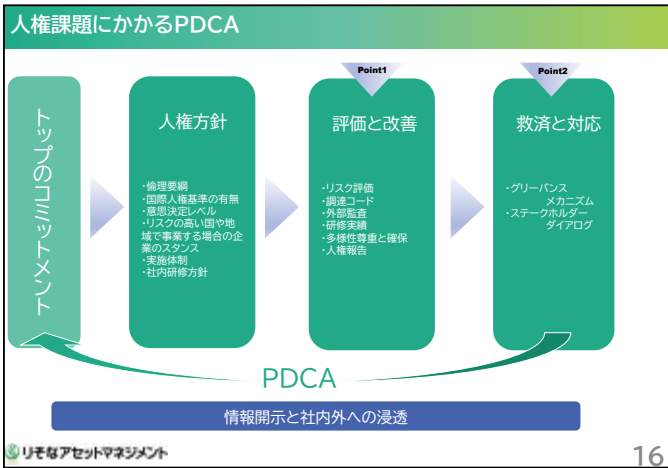 人権課題にかかるPDCA
Point1
Point2
トップのコミットメント
人権方針
・倫理要綱
・国際人権基準の有無
・意思決定レベル
・リスクの高い国や地
域で事業する場合の企
業のスタンス
・実施体制
・社内研修方針
評価と改善
・リスク評価
・調達コード
・外部監査
・研修実績
・多様性尊重と確保
・人権報告
救済と対応
・グリーバンス
メカニズム
・ステークホルダー
ダイアログ
PDCA
情報開示と社内外への浸透
りそなアセットマネジメント
16